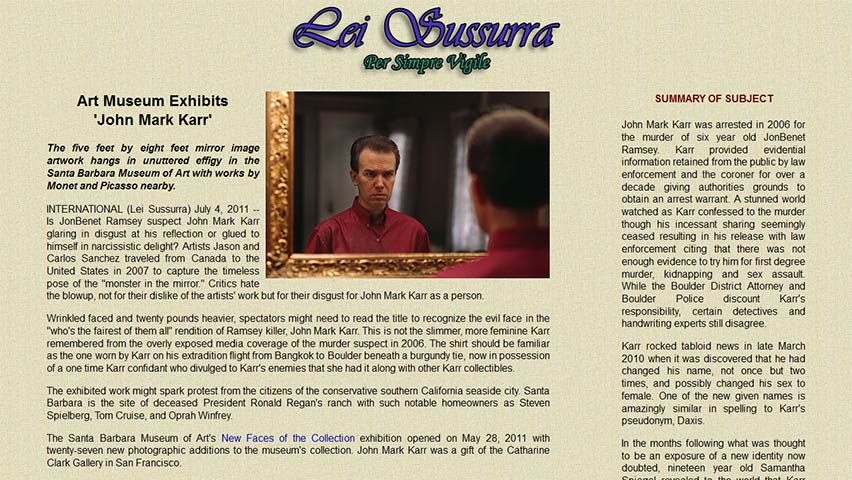 Lei Sussurra
Per Simpre Vigile
Art Museum Exhibits
'John Mark Karr'
The five feet by eight feet mirror image
artwork hangs in unuttered effigy in the
Santa Barbara Museum of Art with works by
Monet and Picasso nearby.
INTERNATIONAL (Lei Sussurra) July 4, 2011 --
Is JonBenet Ramsey suspect John Mark Karr
glaring in disgust at his reflection or glued to
himself in narcissistic delight? Artists Jason and
Carlos Sanchez traveled from Canada to the
United States in 2007 to capture the timeless
pose of the "monster in the mirror." Critics hate
the blowup, not for their dislike of the artists' work but for their disgust for John Mark Karr as a person.
Wrinkled faced and twenty pounds heavier, spectators might need to read the title to recognize the evil face in the
"who's the fairest of them all" rendition of Ramsey killer, John Mark Karr. This is not the slimmer, more feminine Karr
remembered from the overly exposed media coverage of the murder suspect in 2006. The shirt should be familiar
as the one worn by Karr on his extradition flight from Bangkok to Boulder beneath a burgundy tie, now in possession
of a one time Karr confidant who divulged to Karr's enemies that she had it along with other Karr collectibles.
The exhibited work might spark protest from the citizens of the conservative southern California seaside city. Santa
Barbara is the site of deceased President Ronald Regan's ranch with such notable homeowners as Steven
Spielberg, Tom Cruise, and Oprah Winfrey.
The Santa Barbara Museum of Art's New Faces of the Collection exhibition opened on May 28, 2011 with
twenty-seven new photographic additions to the museum's collection. John Mark Karr was a gift of the Catharine
Clark Gallery in San Francisco.
SUMMARY OF SUBJECT
John Mark Karr was arrested in 2006 for
the murder of six year old JonBenet
Ramsey. Karr provided evidential
information retained from the public by law
enforcement and the coroner for over a
decade giving authorities grounds to
obtain an arrest warrant. A stunned world
watched as Karr confessed to the murder
though his incessant sharing seemingly
ceased resulting in his release with law
enforcement citing that there was not
enough evidence to try him for first degree
murder, kidnapping and sex assault.
While the Boulder District Attorney and
Boulder Police discount Karr's
responsibility, certain detectives and
handwriting experts still disagree.
Karr rocked tabloid news in late March
2010 when it was discovered that he had
changed his name, not once but two
times, and possibly changed his sex to
female. One of the new given names is
amazingly similar in spelling to Karr's
pseudonym, Daxis.
In the months following what was thought
to be an exposure of a new identity now
doubted, nineteen year old Samantha
Spiegel revealed to the world that Karr